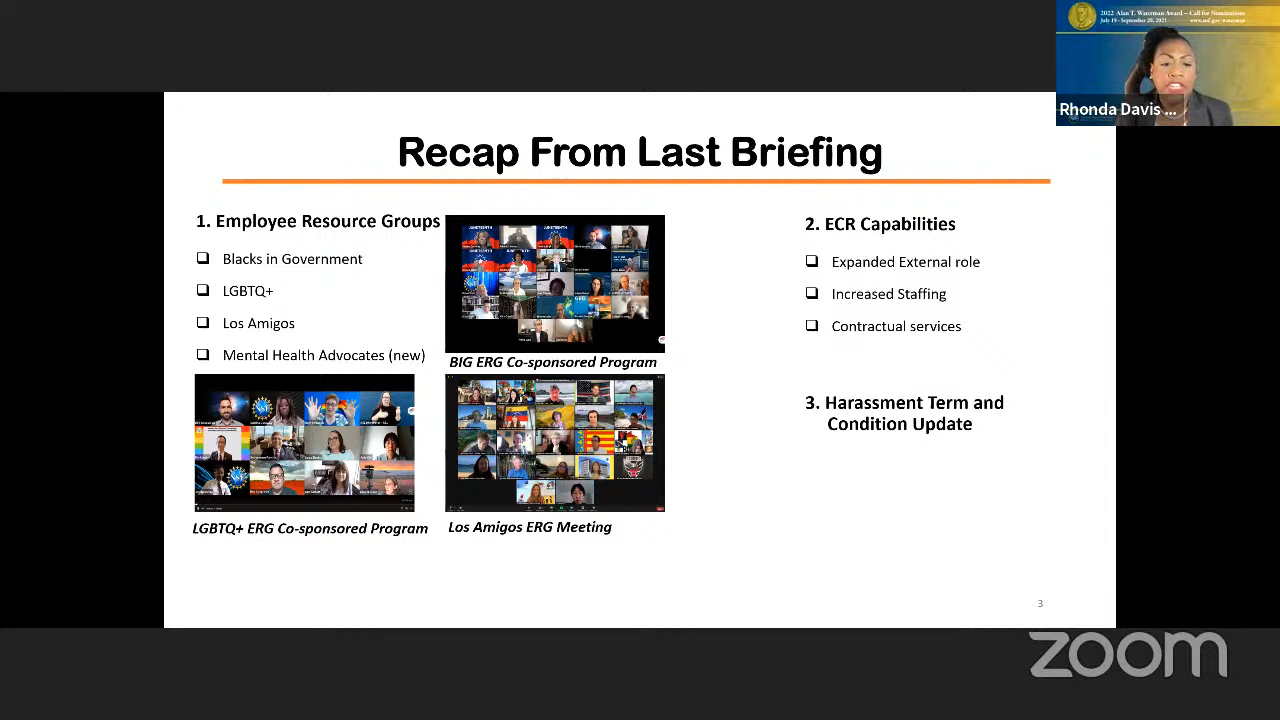 2022 Alan T. Waterman Award – Call for Nominations
July 19 - September 20, 2021 www.nsf.gov/waterman
Rhonda Davis ...
Recap From Last Briefing
1. Employee Resource Groups
Blacks in Government
LGBTQ+
Los Amigos
Mental Health Advocates (new)
JUNETEENTH
JUNETEENTH
BIG ERG Co-sponsored Program
LGBTQ+ ERG Co-sponsored Program
Los Amigos ERG Meeting
2. ECR Capabilities
Expanded External role
Increased Staffing
Contractual services
3. Harassment Term and
Condition Update
3
zoom